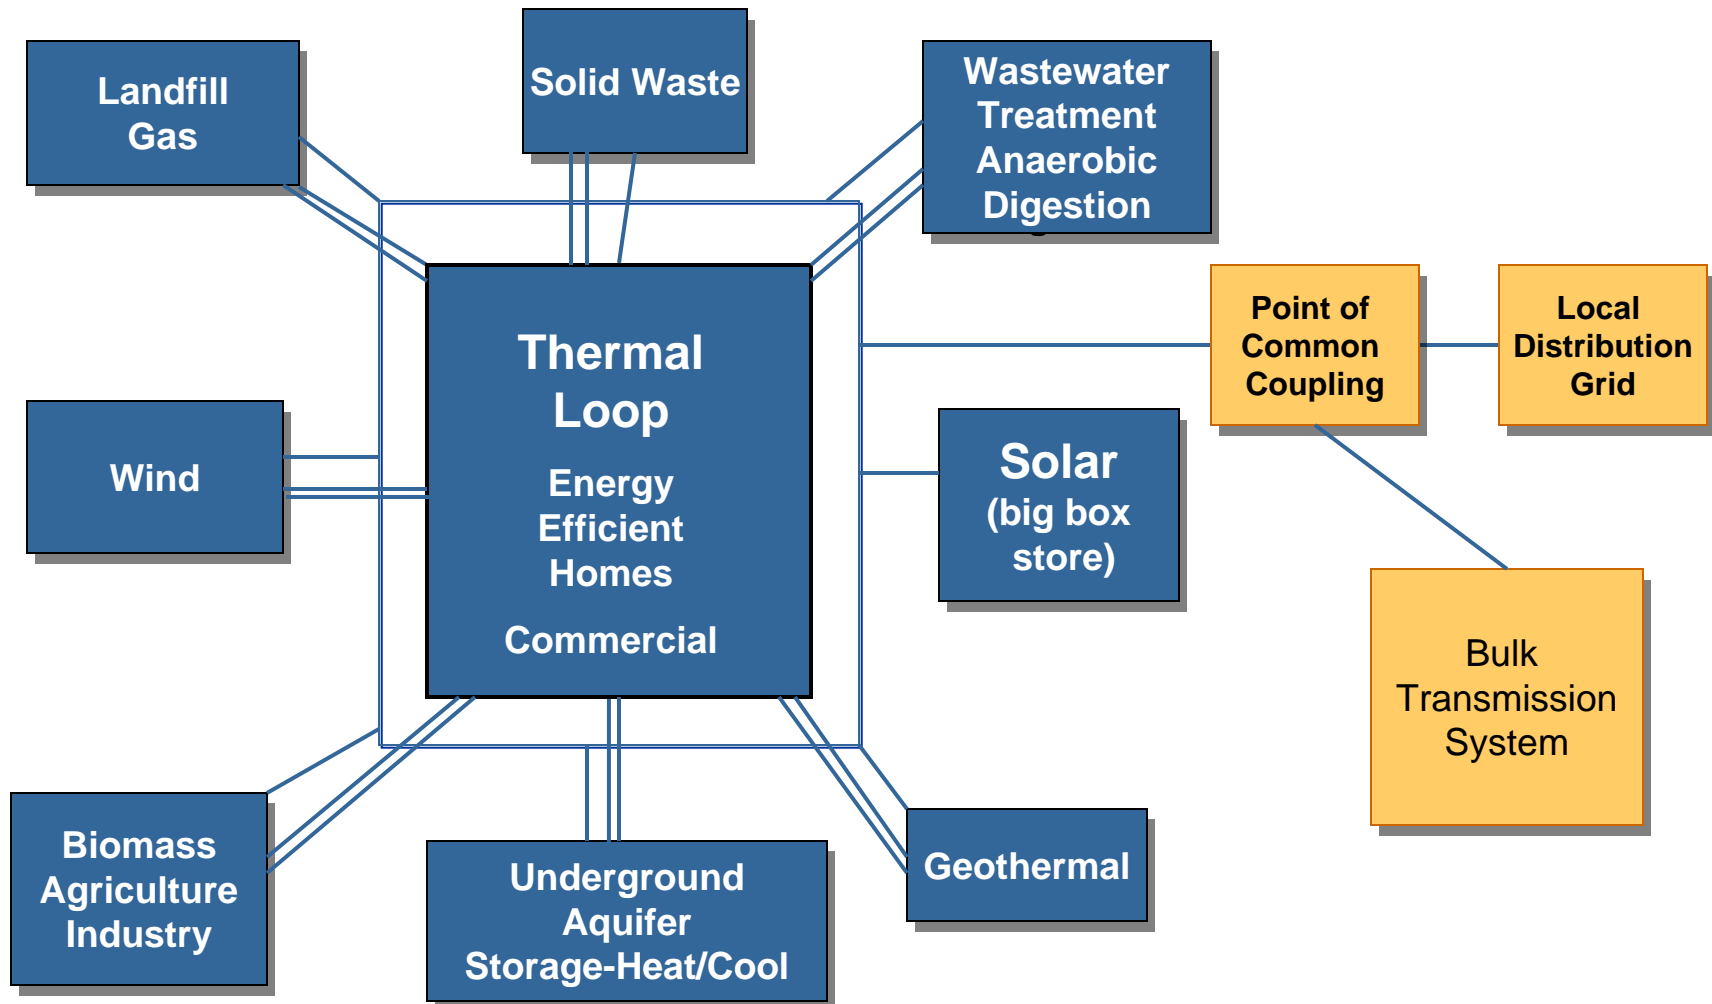 Landfill
Gas
Solid Waste
Wastewater
Treatment
Anaerobic
Digestion
Thermal
Loop
Energy
Efficient
Homes
Commercial
Point of
Common
Coupling
Local
Distribution
Grid
Wind
Solar
(big box
store)
Bulk
Transmission
System
Biomass
Agriculture
Industry
Underground
Aquifer
Storage-Heat/Cool
Geothermal